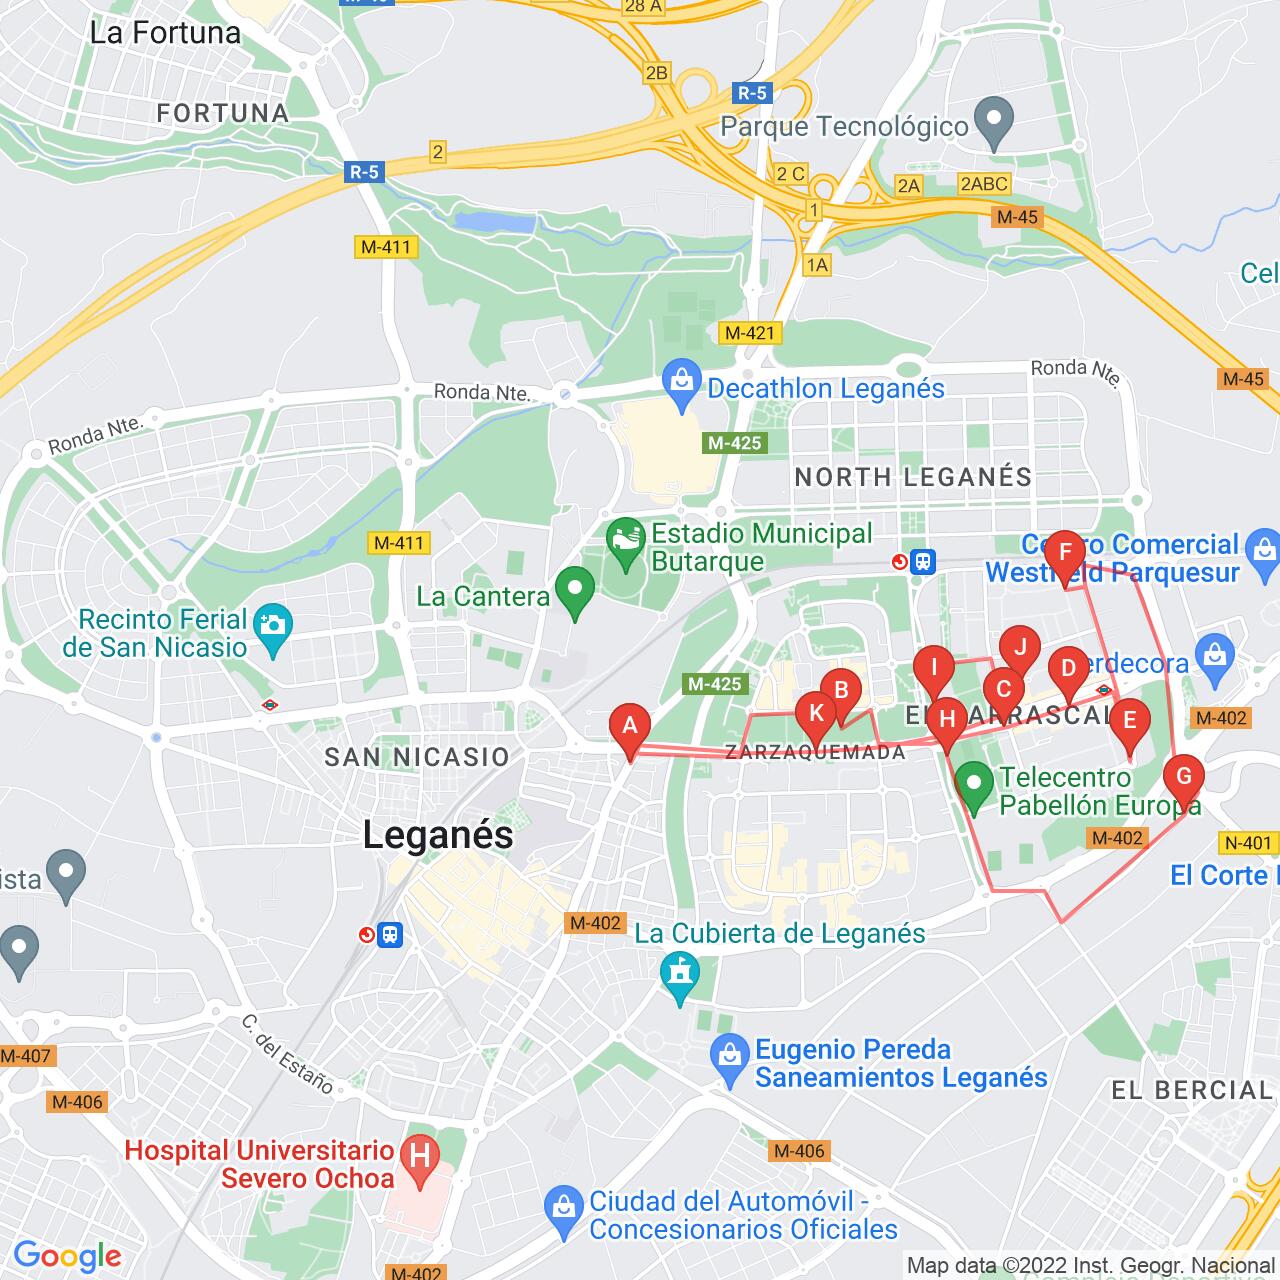 28 A
La Fortuna
2B
R-5
FORTUNA
Parque Tecnológico
2
R-5
2 C
2A
2ABC
1
M-45
M-411
1A
Cel
M-421
Ronda Nte.
M-45
Decathlon Leganés
Ronda Nte.
Ronda Nte.
M-425
NORTH LEGANÉS
M-411
Estadio Municipal
Butarque
F
Centro Comercial
Westfield Parquesur
La Cantera
Recinto Ferial
de San Nicasio
J
I
D
erdecora
M-425
B
C
K
EL CARRASCAL
H
E
M-402
A
SAN NICASIO
ZARZAQUEMADA
G
Telecentro
Pabellón Europa
Leganés
M-402
N-401
ista
El Corte I
M-402
La Cubierta de Leganés
C. del Estaño
M-407
Eugenio Pereda
Saneamientos Leganés
M-406
EL BERCIAL
Hospital Universitario
Severo Ochoa
H
M-406
Ciudad del Automóvil -
Concesionarios Oficiales
Google
M-402
Map data ©2022 Inst. Geogr. Nacional